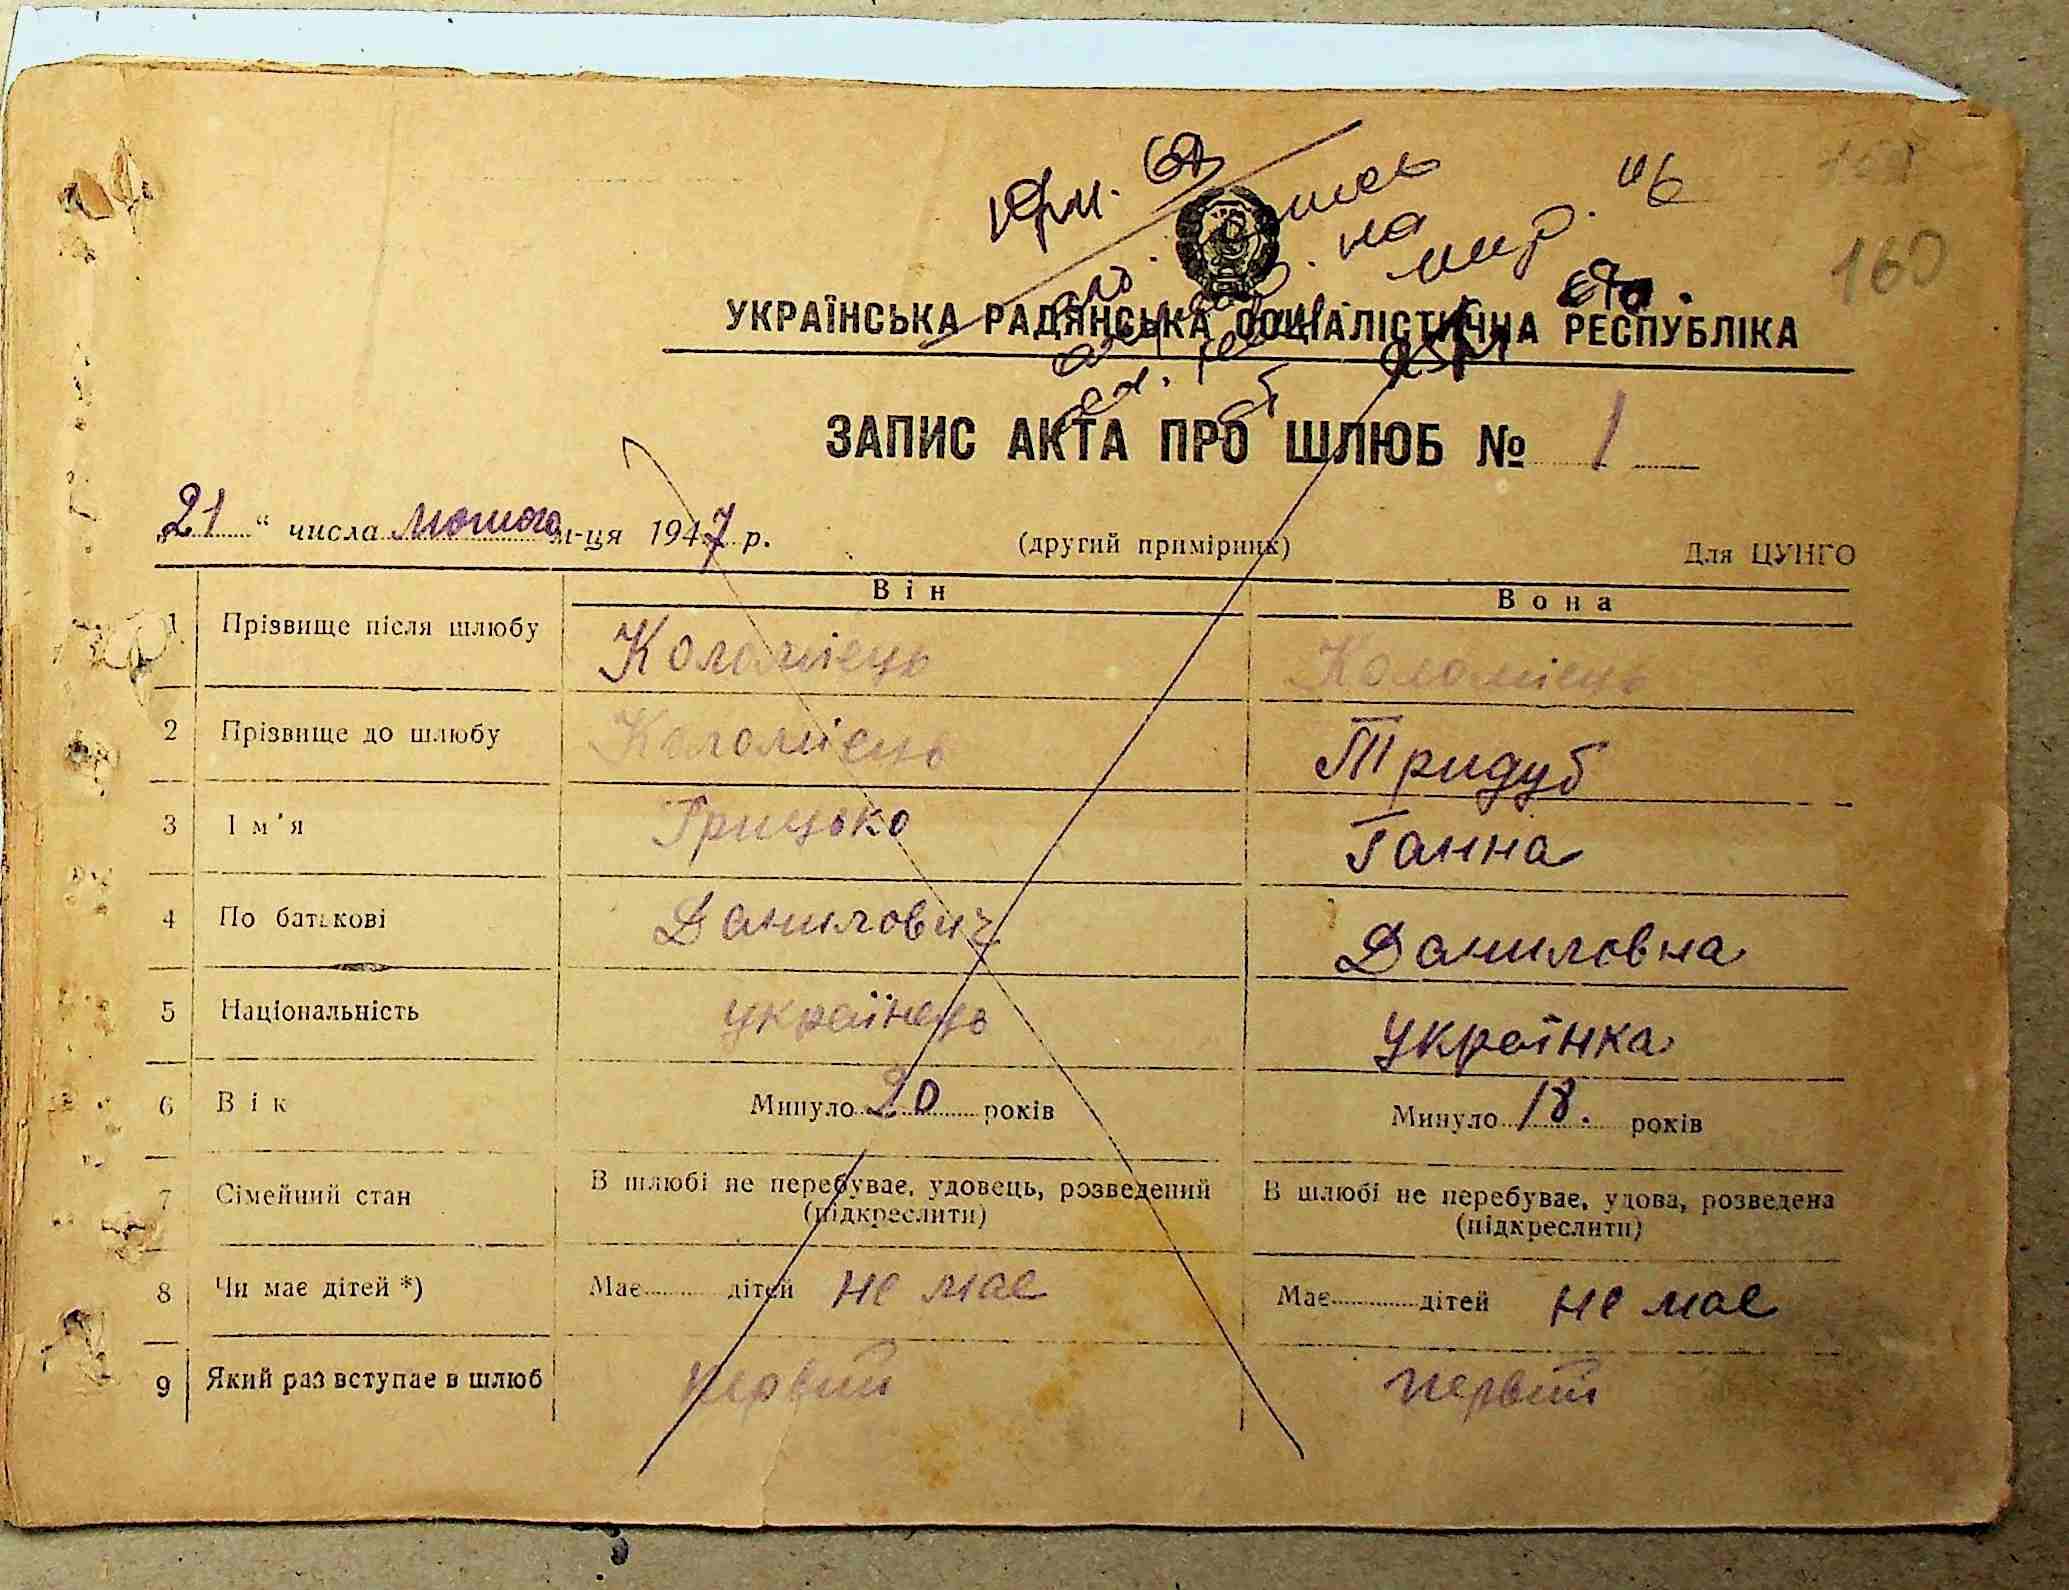 160
УКРАЇНСЬКА РАДЯНСЬКА СОЦІАЛІСТИЧНА РЕСПУБЛІКА
ЗАПИС АКТА ПРО ШЛЮБ № 1
„21“ числа лютого м-ця 1947 р. (другий примірник) Для ЦУНГО
Він Вона
1 Прізвище після шлюбу Коломієць Коломієць
2 Прізвище до шлюбу Коломієць Тридуб
3 Ім'я Грицько Ганна
4 По батькові Данилович Даниловна
5 Національність українець українка
6 Вік Минуло 20 років Минуло 18. років
7 Сімейний стан В шлюбі не перебуває, удовець, розведений (підкреслити) В шлюбі не перебуває, удова, розведена (підкреслити)
8 Чи має дітей *) Має дітей не має Має дітей не має
9 Який раз вступає в шлюб первий первий